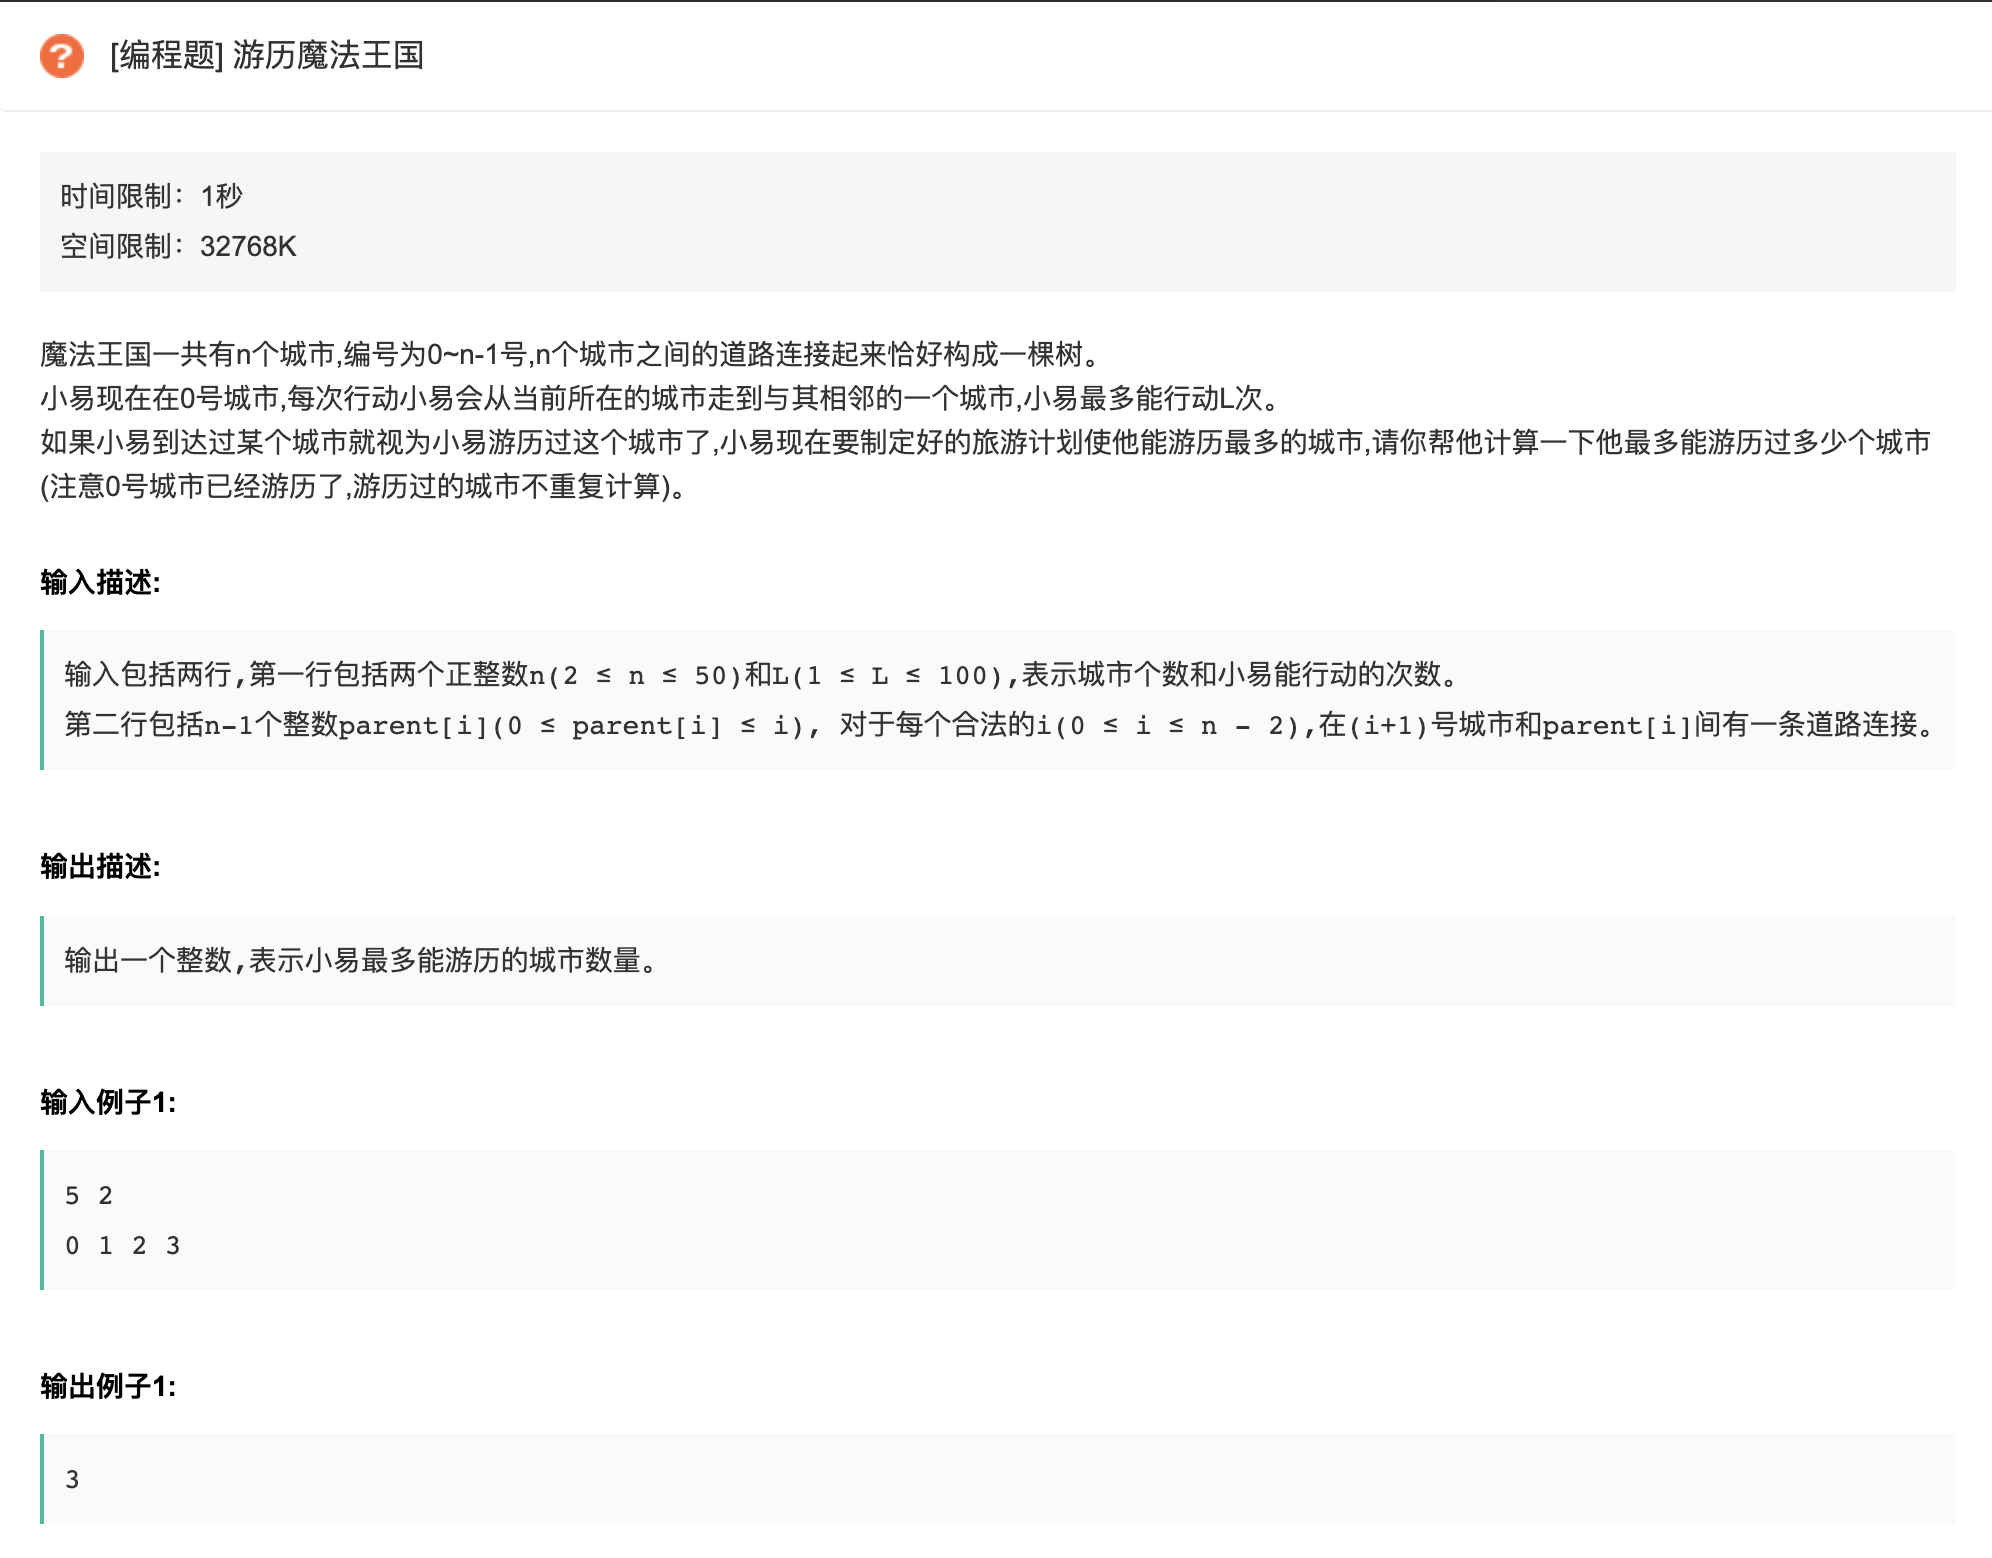 [编程题] 游历魔法王国
时间限制：1秒
空间限制：32768K
魔法王国一共有n个城市,编号为0~n-1号,n个城市之间的道路连接起来恰好构成一棵树。
小易现在在0号城市,每次行动小易会从当前所在的城市走到与其相邻的一个城市,小易最多能行动L次。
如果小易到达过某个城市就视为小易游历过这个城市了,小易现在要制定好的旅游计划使他能游历最多的城市,请你帮他计算一下他最多能游历过多少个城市
(注意0号城市已经游历了,游历过的城市不重复计算)。
输入描述:
输入包括两行,第一行包括两个正整数n(2 ≤ n ≤ 50)和L(1 ≤ L ≤ 100),表示城市个数和小易能行动的次数。
第二行包括n-1个整数parent[i](0 ≤ parent[i] ≤ i), 对于每个合法的i(0 ≤ i ≤ n - 2),在(i+1)号城市和parent[i]间有一条道路连接。
输出描述:
输出一个整数,表示小易最多能游历的城市数量。
输入例子1:
5 2
0 1 2 3
输出例子1:
3